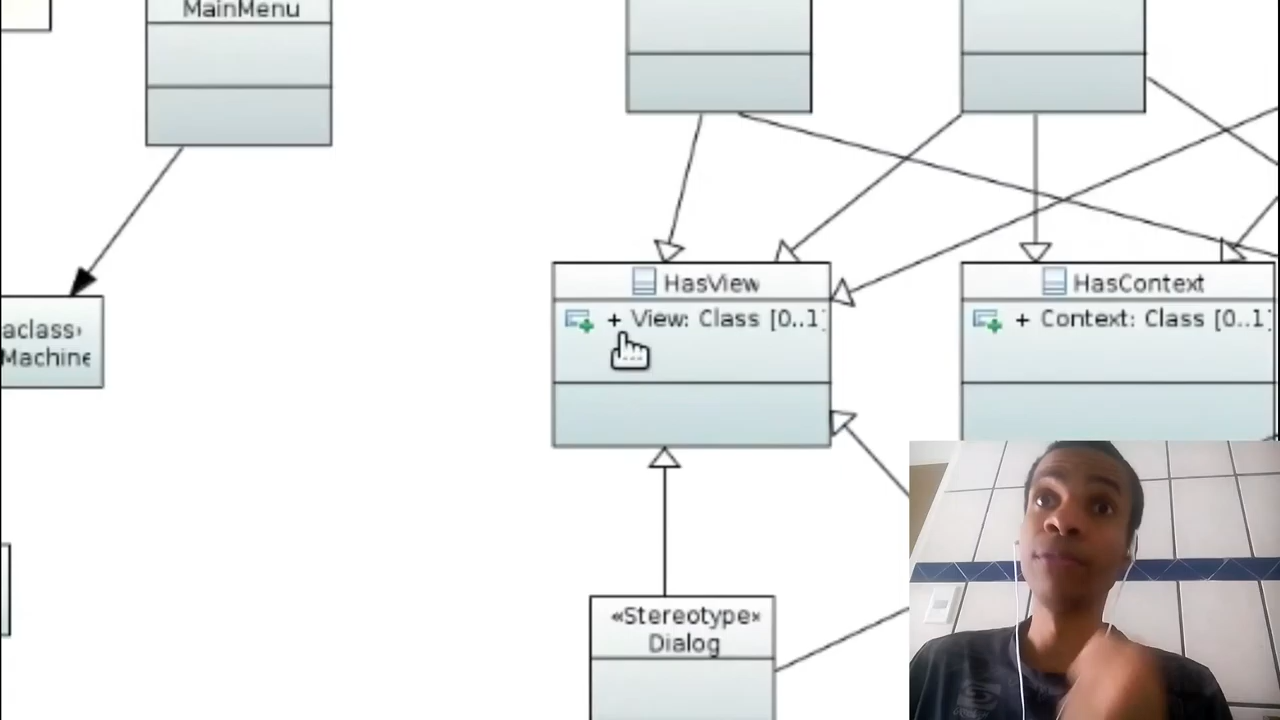 MainMenu
HasView
+ View: Class [0..1]
HasContext
+ Context: Class [0..1]
aclass›
Machine
«Stereotype»
Dialog